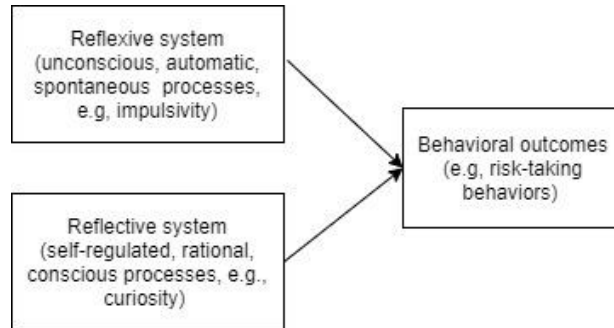 Reflexive system
(unconscious, automatic,
spontaneous processes,
e.g, impulsivity)
Reflective system
(self-regulated, rational,
conscious processes, e.g.,
curiosity)
Behavioral outcomes
(e.g, risk-taking
behaviors)